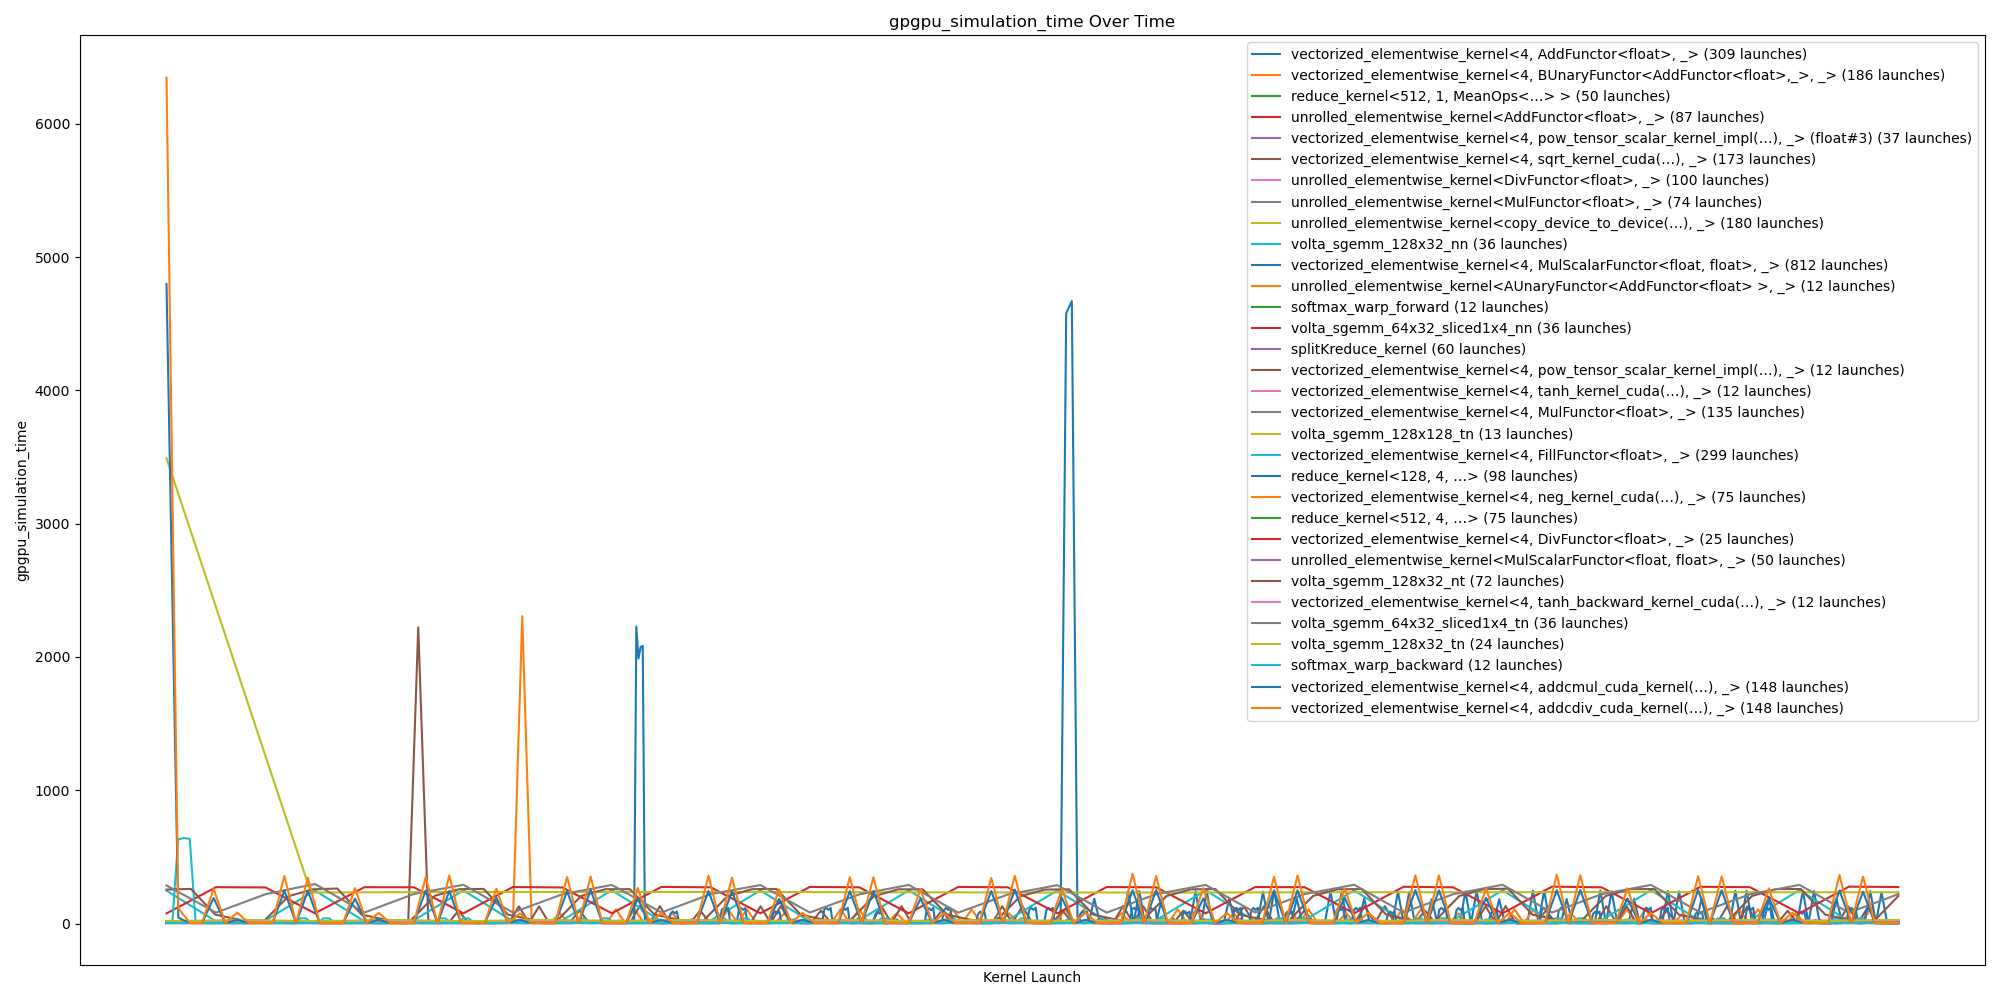 gpgpu_simulation_time Over Time
vectorized_elementwise_kernel<4, AddFunctor<float>, _> (309 launches)
vectorized_elementwise_kernel<4, BUnaryFunctor<AddFunctor<float>,_>, _> (186 launches)
reduce_kernel<512, 1, MeanOps<...> > (50 launches)
unrolled_elementwise_kernel<AddFunctor<float>, _> (87 launches)
vectorized_elementwise_kernel<4, pow_tensor_scalar_kernel_impl(...), _> (float#3) (37 launches)
vectorized_elementwise_kernel<4, sqrt_kernel_cuda(...), _> (173 launches)
unrolled_elementwise_kernel<DivFunctor<float>, _> (100 launches)
unrolled_elementwise_kernel<MulFunctor<float>, _> (74 launches)
unrolled_elementwise_kernel<copy_device_to_device(...), _> (180 launches)
volta_sgemm_128x32_nn (36 launches)
vectorized_elementwise_kernel<4, MulScalarFunctor<float, float>, _> (812 launches)
unrolled_elementwise_kernel<AUnaryFunctor<AddFunctor<float> >, _> (12 launches)
softmax_warp_forward (12 launches)
volta_sgemm_64x32_sliced1x4_nn (36 launches)
splitKreduce_kernel (60 launches)
vectorized_elementwise_kernel<4, pow_tensor_scalar_kernel_impl(...), _> (12 launches)
vectorized_elementwise_kernel<4, tanh_kernel_cuda(...), _> (12 launches)
vectorized_elementwise_kernel<4, MulFunctor<float>, _> (135 launches)
volta_sgemm_128x128_tn (13 launches)
vectorized_elementwise_kernel<4, FillFunctor<float>, _> (299 launches)
reduce_kernel<128, 4, ...> (98 launches)
vectorized_elementwise_kernel<4, neg_kernel_cuda(...), _> (75 launches)
reduce_kernel<512, 4, ...> (75 launches)
vectorized_elementwise_kernel<4, DivFunctor<float>, _> (25 launches)
unrolled_elementwise_kernel<MulScalarFunctor<float, float>, _> (50 launches)
volta_sgemm_128x32_nt (72 launches)
vectorized_elementwise_kernel<4, tanh_backward_kernel_cuda(...), _> (12 launches)
volta_sgemm_64x32_sliced1x4_tn (36 launches)
volta_sgemm_128x32_tn (24 launches)
softmax_warp_backward (12 launches)
vectorized_elementwise_kernel<4, addcmul_cuda_kernel(...), _> (148 launches)
vectorized_elementwise_kernel<4, addcdiv_cuda_kernel(...), _> (148 launches)
6000
5000
4000
3000
2000
1000
0
gpgpu_simulation_time
Kernel Launch